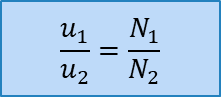 u₁/u₂ = N₁/N₂